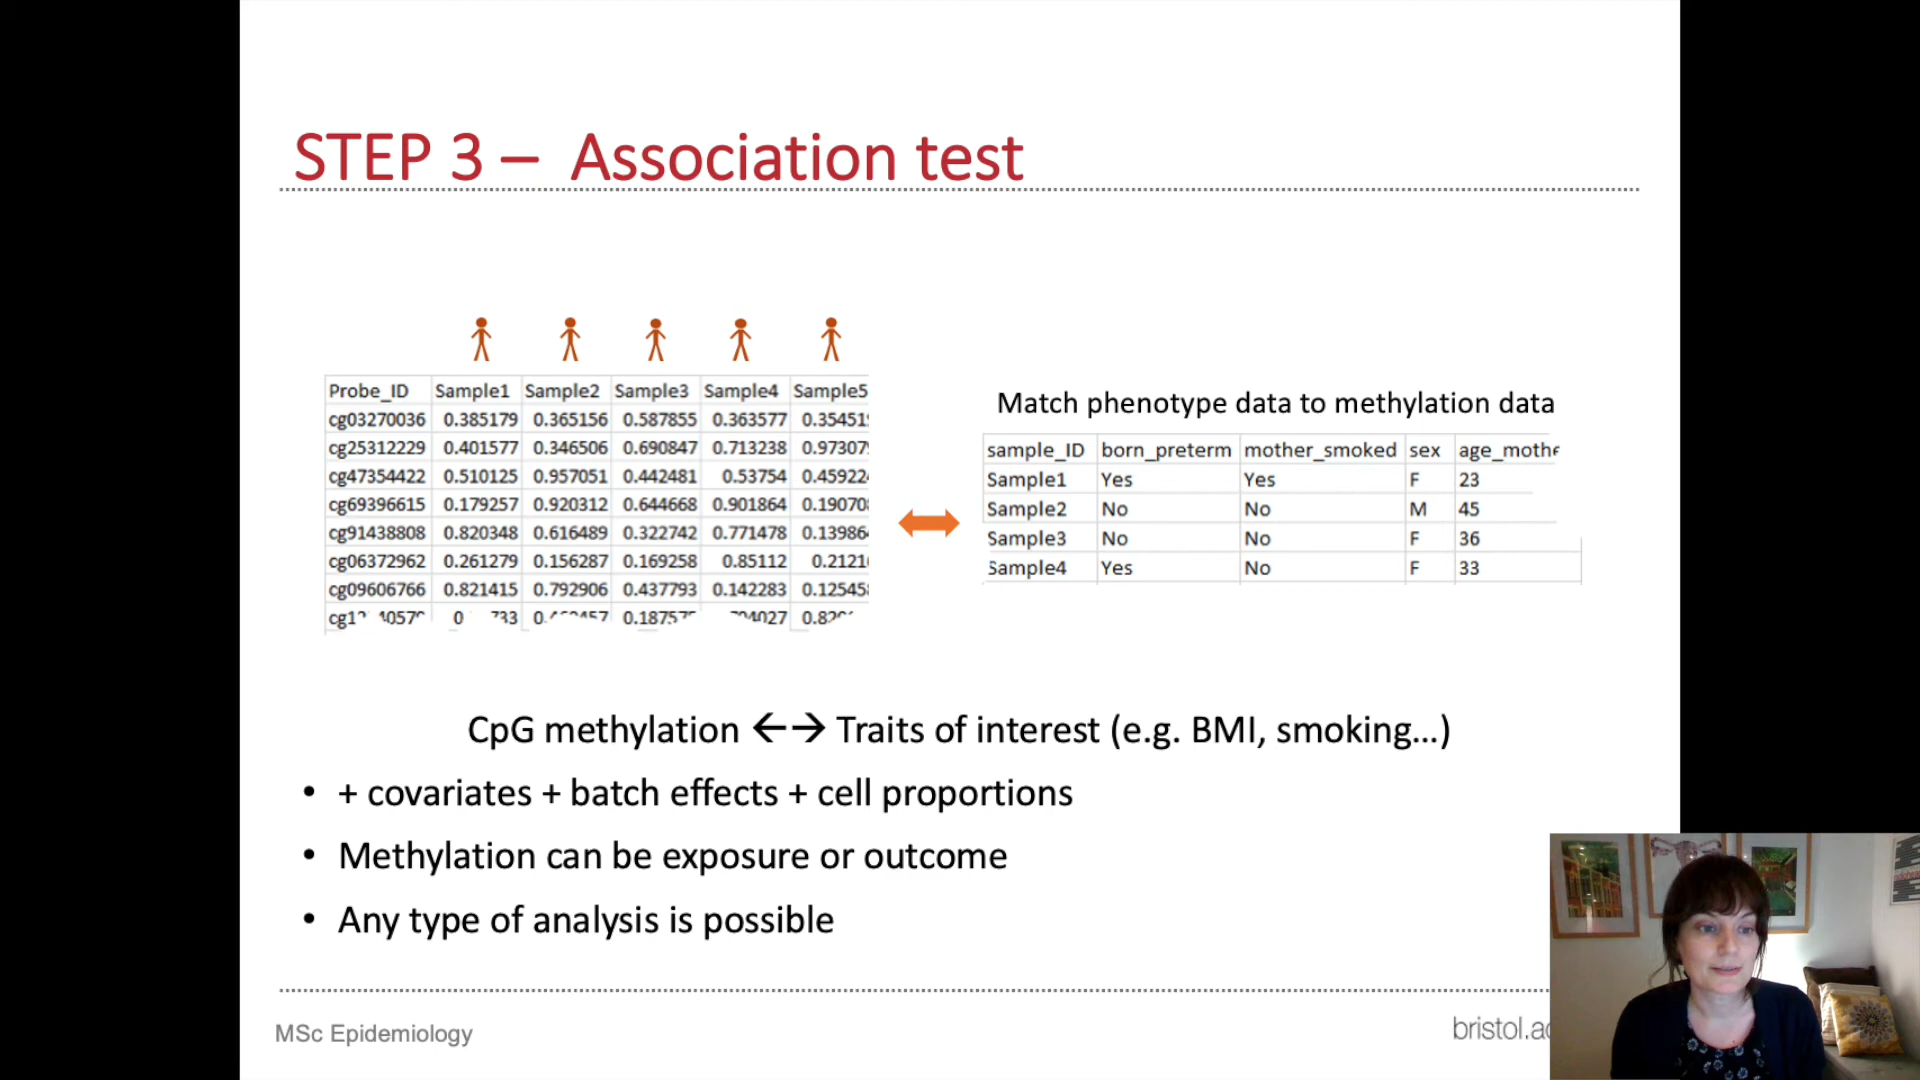 STEP 3 – Association test
Probe_ID Sample1 Sample2 Sample3 Sample4 Sample5
cg03270036 0.385179 0.365156 0.587855 0.363577 0.35451
cg25312229 0.401577 0.346506 0.690847 0.713238 0.97307
cg47354422 0.510125 0.957051 0.442481 0.53754 0.45922
cg69396615 0.179257 0.920312 0.644668 0.901864 0.19070
cg91438808 0.820348 0.616489 0.322742 0.771478 0.13986
cg06372962 0.261279 0.156287 0.169258 0.85112 0.2121
cg09606766 0.821415 0.792906 0.437793 0.142283 0.12545
Match phenotype data to methylation data
sample_ID born_preterm mother_smoked sex age_mothe
Sample1 Yes Yes F 23
Sample2 No No M 45
Sample3 No No F 36
Sample4 Yes No F 33
CpG methylation ←→ Traits of interest (e.g. BMI, smoking...)
• + covariates + batch effects + cell proportions
• Methylation can be exposure or outcome
• Any type of analysis is possible
MSc Epidemiology
bristol.ac